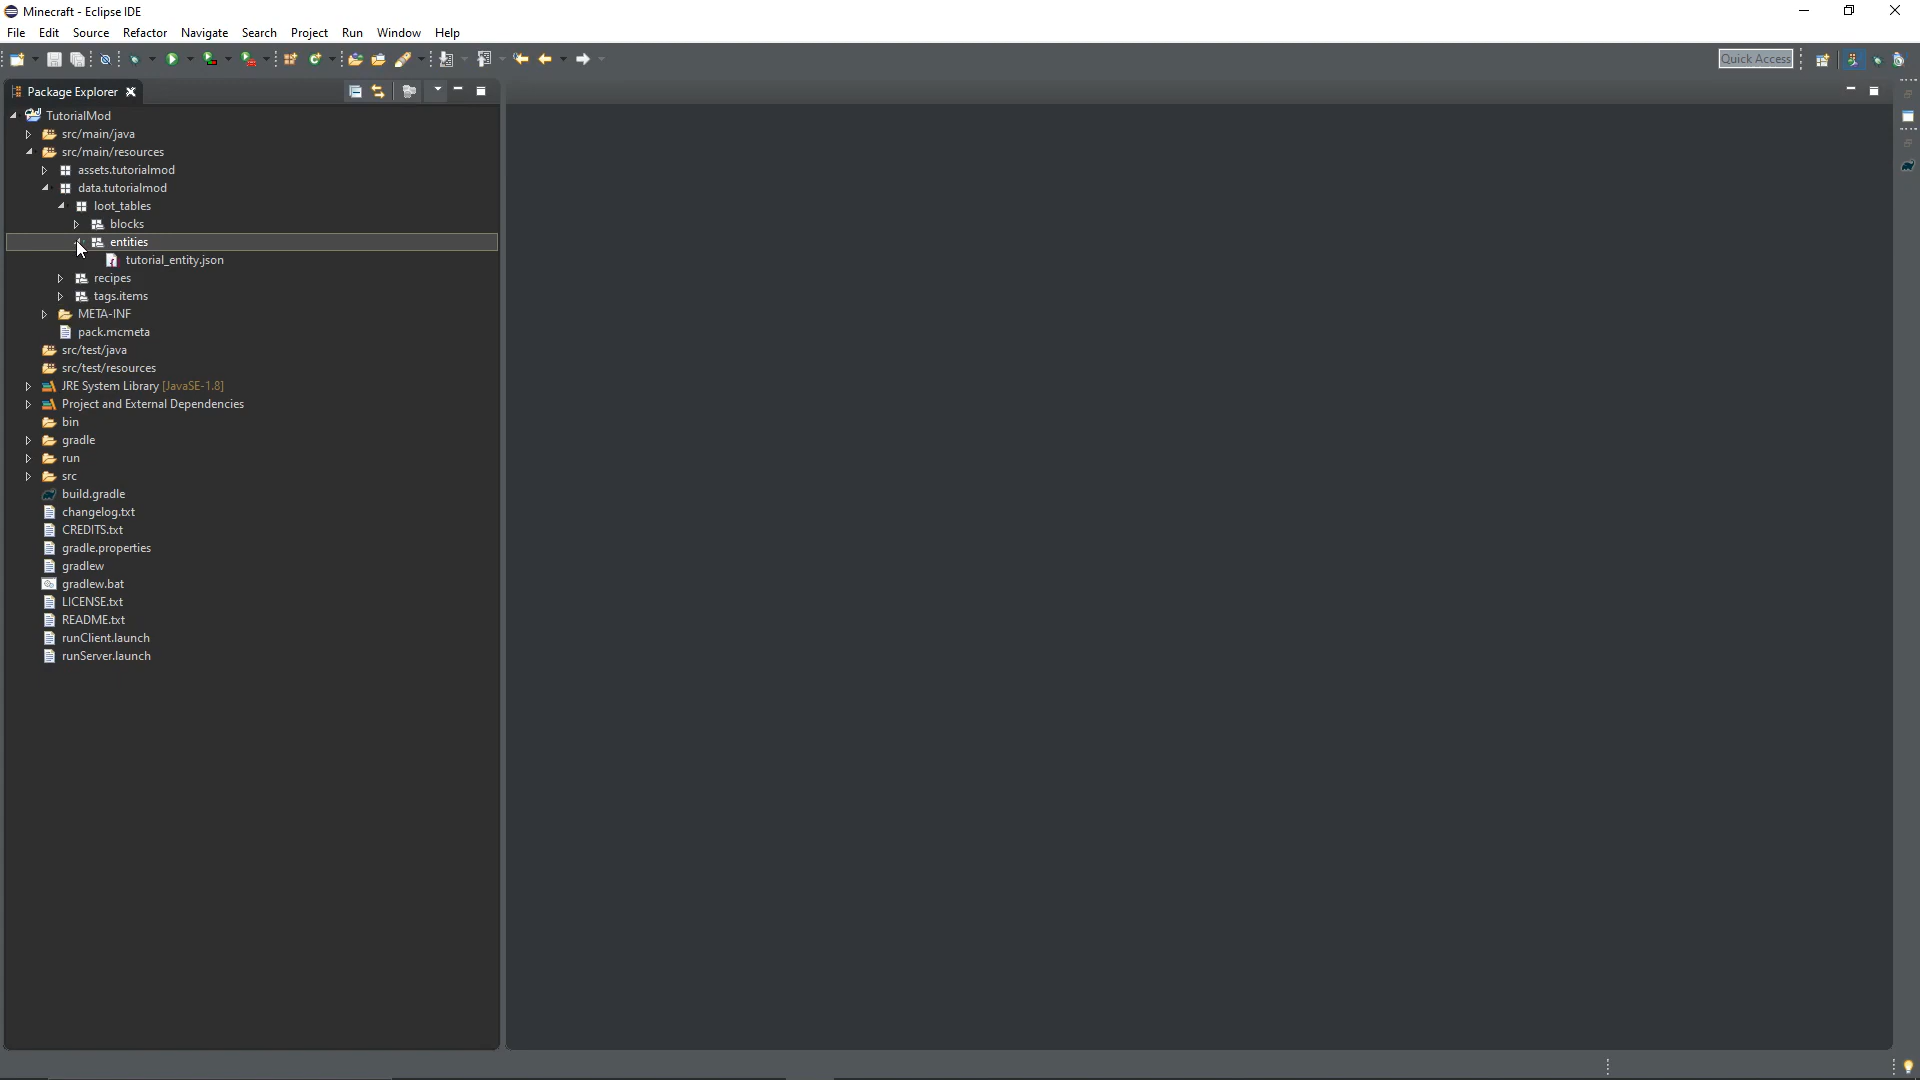 Minecraft - Eclipse IDE
File Edit Source Refactor Navigate Search Project Run Window Help
Quick Access
Package Explorer
TutorialMod
src/main/java
src/main/resources
assets.tutorialmod
data.tutorialmod
loot_tables
blocks
entities
tutorial_entity.json
recipes
tags.items
META-INF
pack.mcmeta
src/test/java
src/test/resources
JRE System Library [JavaSE-1.8]
Project and External Dependencies
bin
gradle
run
src
build.gradle
changelog.txt
CREDITS.txt
gradle.properties
gradlew
gradlew.bat
LICENSE.txt
README.txt
runClient.launch
runServer.launch